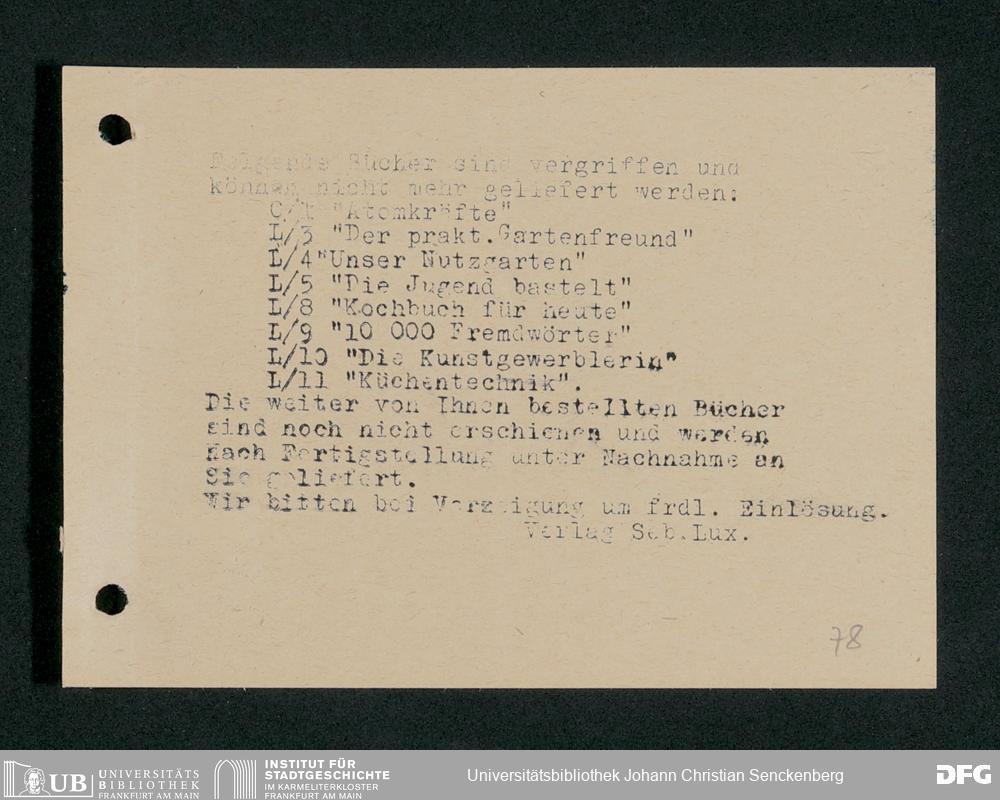 Folgende Bücher sind vergriffen und
können nicht mehr geliefert werden:
C/1 "Atomkräfte"
L/3 "Der prakt.Gartenfreund"
L/4"Unser Nutzgarten"
L/5 "Die Jugend bastelt"
L/8 "Kochbuch für heute"
L/9 "10 000 Fremdwörter"
L/10 "Die Kunstgewerblerin"
L/11 "Küchentechnik".
Die weiter von Ihnen bestellten Bücher
sind noch nicht erschienen und werden
Nach Fertigstellung unter Nachnahme an
Sie geliefert.
Wir bitten bei Vorzeigung um frdl. Einlösung.
Verlag Seb.Lux.
78
UB UNIVERSITÄTS
BIBLIOTHEK
FRANKFURT AM MAIN
INSTITUT FÜR
STADTGESCHICHTE
IM KARMELITERKLOSTER
FRANKFURT AM MAIN
Universitätsbibliothek Johann Christian Senckenberg
DFG